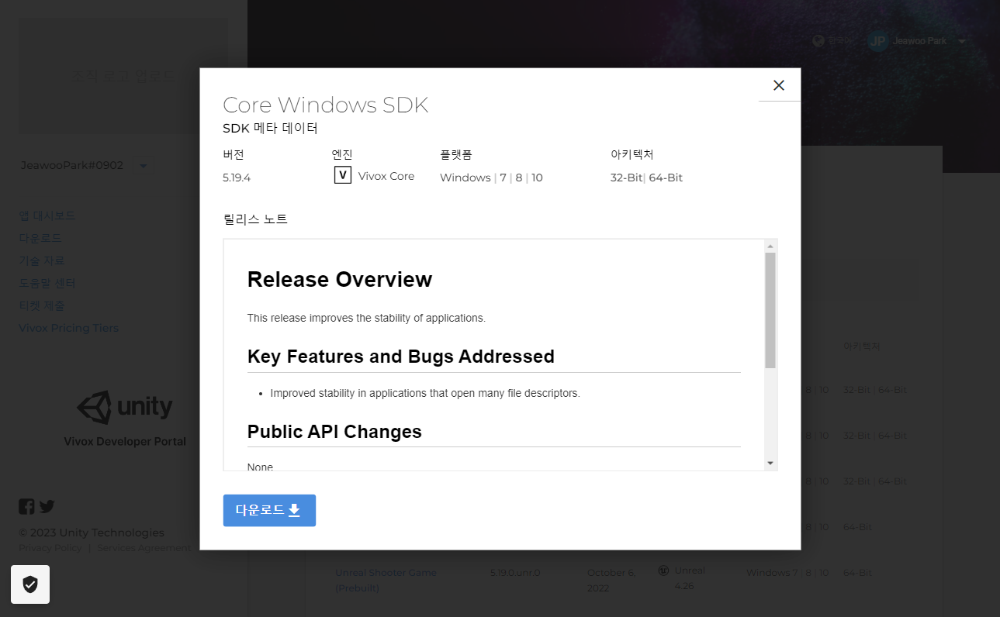 조직 로고 업로드
한국어
JP
Jeawoo Park
JeawooPark#0902
앱 대시보드
다운로드
기술 자료
도움말 센터
티켓 제출
Vivox Pricing Tiers
unity
Vivox Developer Portal
© 2023 Unity Technologies
Privacy Policy | Services Agreement
Core Windows SDK
SDK 메타 데이터
버전 엔진 플랫폼 아키텍처
5.19.4 V Vivox Core Windows | 7 | 8 | 10 32-Bit| 64-Bit
릴리스 노트
Release Overview
This release improves the stability of applications.
Key Features and Bugs Addressed
• Improved stability in applications that open many file descriptors.
Public API Changes
None
다운로드
아키텍처
8 | 10 32-Bit | 64-Bit
8 | 10 32-Bit | 64-Bit
8 | 10 32-Bit | 64-Bit
8 | 10 64-Bit
Unreal Shooter Game 5.19.0.unr.0 October 6, Unreal Windows 7 | 8 | 10 64-Bit
(Prebuilt) 2022 4.26